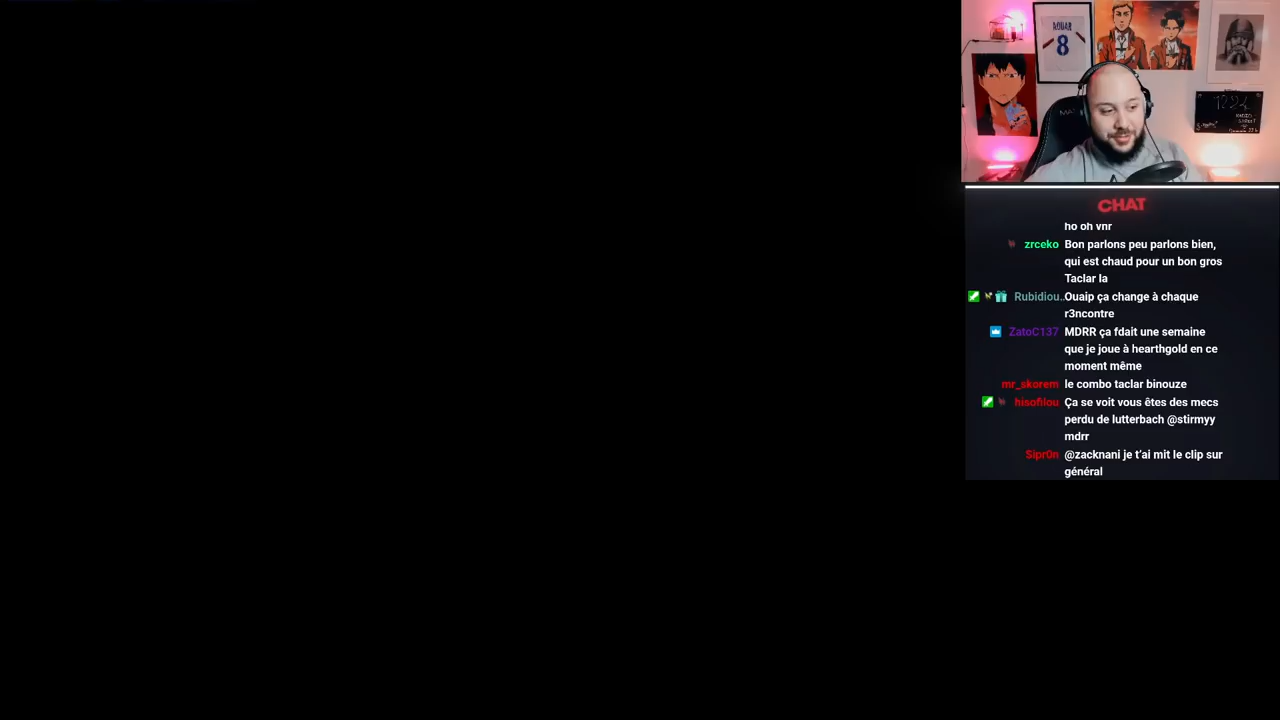 8
1224
CHAT
ho oh vnr
zrceko Bon parlons peu parlons bien,
qui est chaud pour un bon gros
Taclar la
Rubidiou.. Ouaip ça change à chaque
r3ncontre
ZatoC137 MDRR ça fdait une semaine
que je joue à hearthgold en ce
moment même
mr_skorem le combo taclar binouze
hisofilou Ça se voit vous êtes des mecs
perdu de lutterbach @stirmyy
mdrr
Sipr0n @zacknani je t'ai mit le clip sur
général